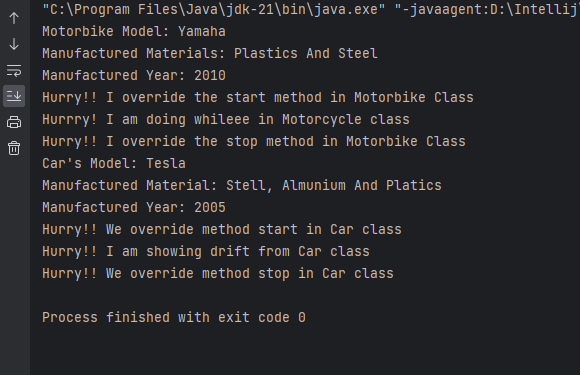 "C:\Program Files\Java\jdk-21\bin\java.exe" "-javaagent:D:\Intellij
Motorbike Model: Yamaha
Manufactured Materials: Plastics And Steel
Manufactured Year: 2010
Hurry!! I override the start method in Motorbike Class
Hurrry! I am doing whileee in Motorcycle class
Hurry!! I override the stop method in Motorbike Class
Car's Model: Tesla
Manufactured Material: Stell, Almunium And Platics
Manufactured Year: 2005
Hurry!! We override method start in Car class
Hurry!! I am showing drift from Car class
Hurry!! We override method stop in Car class
Process finished with exit code 0